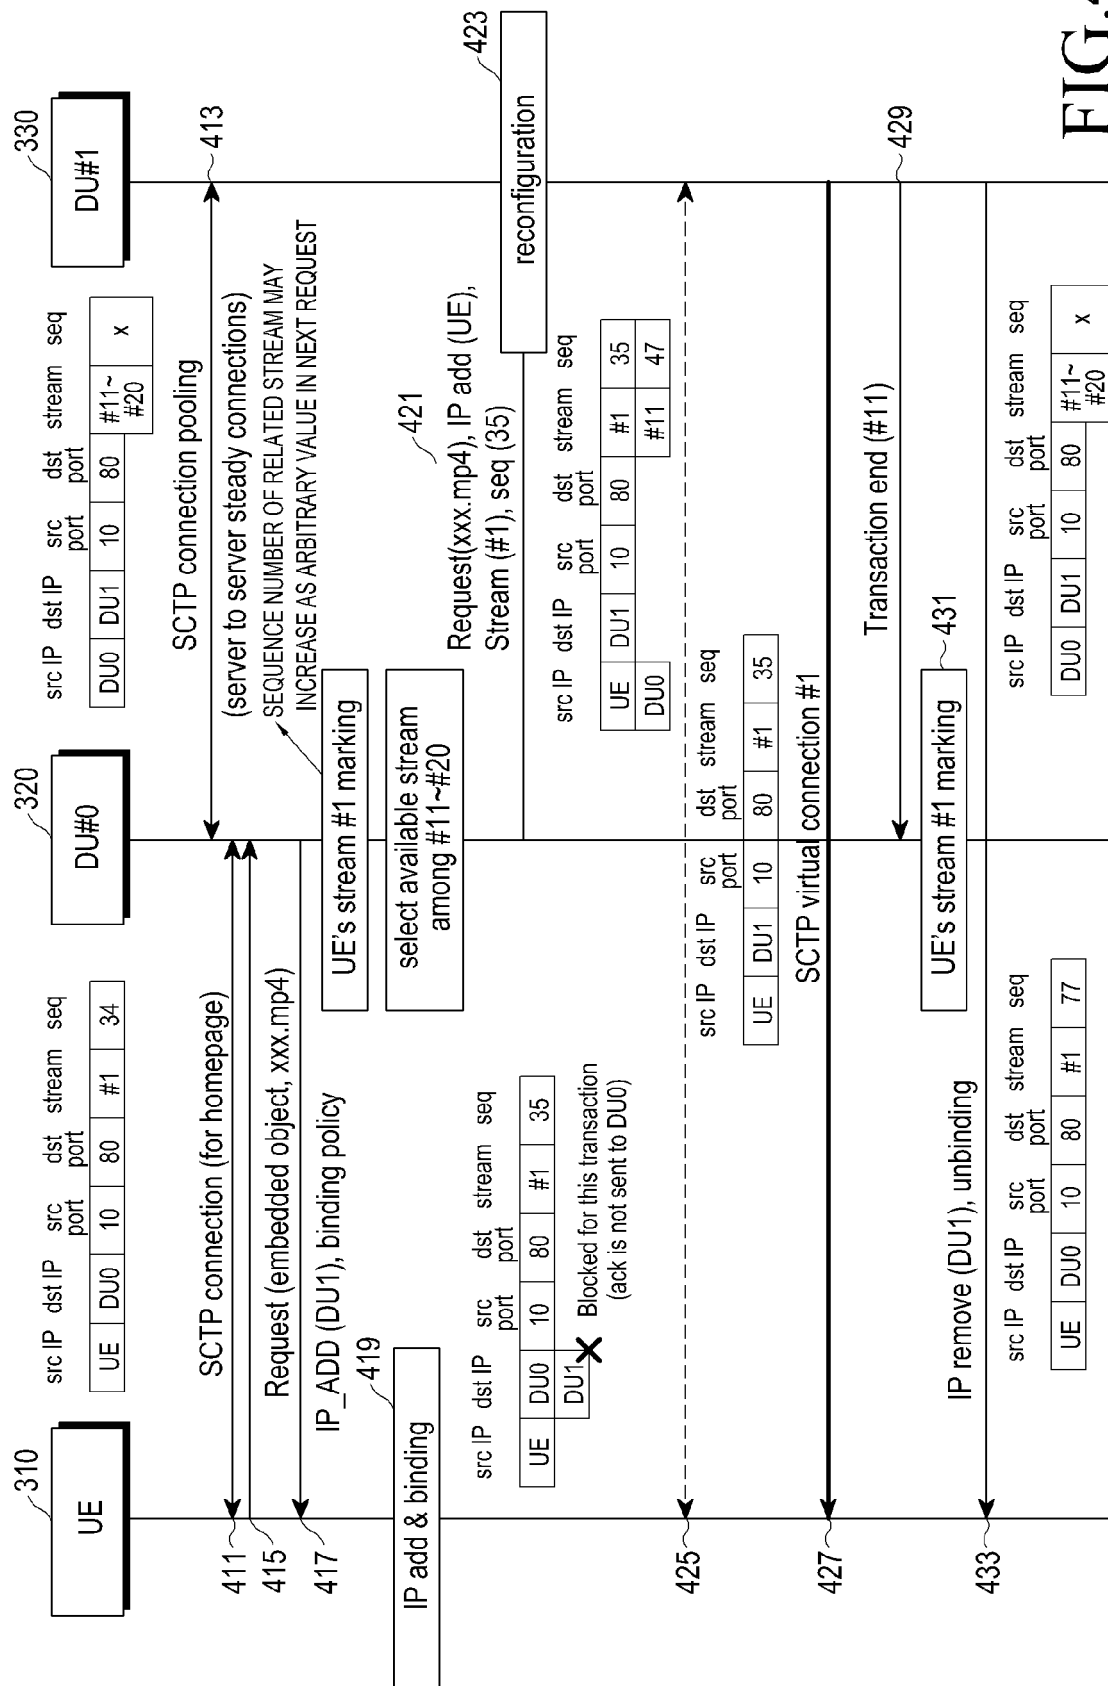 310
UE
320
DU#0
330
DU#1
src IP dst IP src port dst port stream seq
UE DU0 10 80 #1 34
src IP dst IP src port dst port stream seq
DU0 DU1 10 80 #11~#20 x
411
SCTP connection (for homepage)
SCTP connection pooling
413
(server to server steady connections)
415
Request (embedded object, xxx.mp4)
SEQUENCE NUMBER OF RELATED STREAM MAY
INCREASE AS ARBITRARY VALUE IN NEXT REQUEST
417
IP_ADD (DU1), binding policy
UE's stream #1 marking
419
IP add & binding
select available stream
among #11~#20
421
Request(xxx.mp4), IP add (UE),
Stream (#1), seq (35)
423
reconfiguration
src IP dst IP src port dst port stream seq
UE DU0 10 80 #1 35
DU1
Blocked for this transaction
(ack is not sent to DU0)
src IP dst IP src port dst port stream seq
UE DU1 10 80 #1 35
DU0 #11 47
425
src IP dst IP src port dst port stream seq
UE DU1 10 80 #1 35
427
SCTP virtual connection #1
Transaction end (#11)
429
UE's stream #1 marking
431
433
IP remove (DU1), unbinding
src IP dst IP src port dst port stream seq
UE DU0 10 80 #1 77
src IP dst IP src port dst port stream seq
DU0 DU1 10 80 #11~#20 x
FIG.